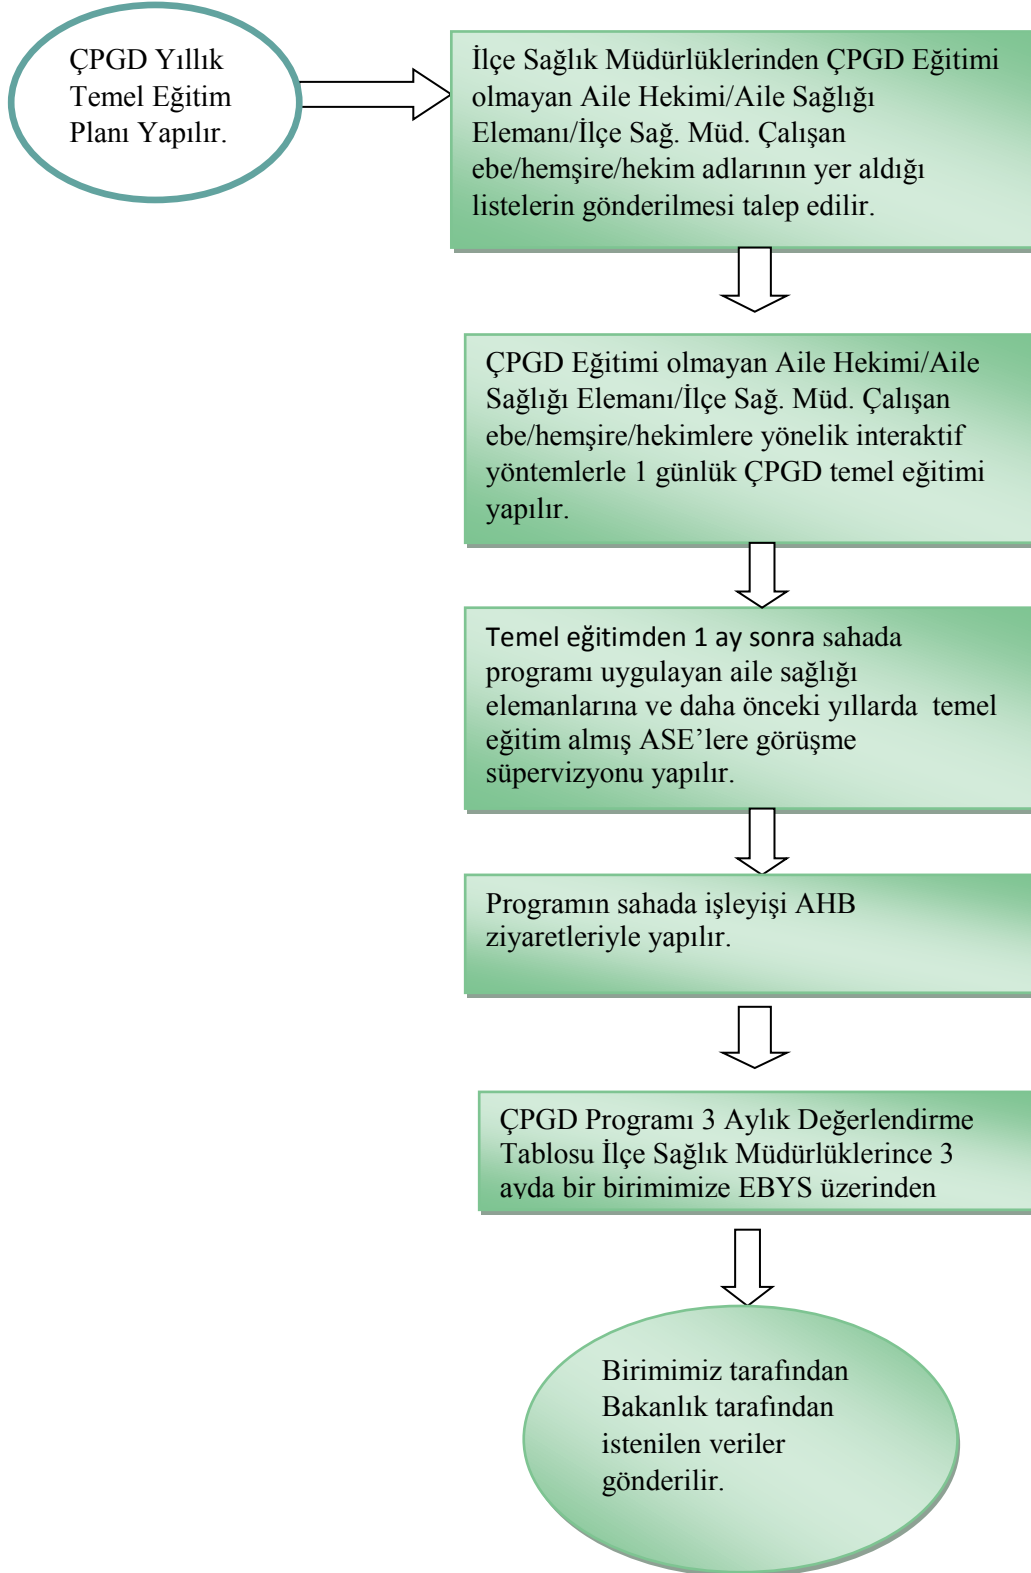 ÇPGD Yıllık
Temel Eğitim
Planı Yapılır.
İlçe Sağlık Müdürlüklerinden ÇPGD Eğitimi
olmayan Aile Hekimi/Aile Sağlığı
Elemanı/İlçe Sağ. Müd. Çalışan
ebe/hemşire/hekim adlarının yer aldığı
listelerin gönderilmesi talep edilir.
ÇPGD Eğitimi olmayan Aile Hekimi/Aile
Sağlığı Elemanı/İlçe Sağ. Müd. Çalışan
ebe/hemşire/hekimlere yönelik interaktif
yöntemlerle 1 günlük ÇPGD temel eğitimi
yapılır.
Temel eğitimden 1 ay sonra sahada
programı uygulayan aile sağlığı
elemanlarına ve daha önceki yıllarda temel
eğitim almış ASE’lere görüşme
süpervizyonu yapılır.
Programın sahada işleyişi AHB
ziyaretleriyle yapılır.
ÇPGD Programı 3 Aylık Değerlendirme
Tablosu İlçe Sağlık Müdürlüklerince 3
ayda bir birimimize EBYS üzerinden
Birimimiz tarafından
Bakanlık tarafından
istenilen veriler
gönderilir.